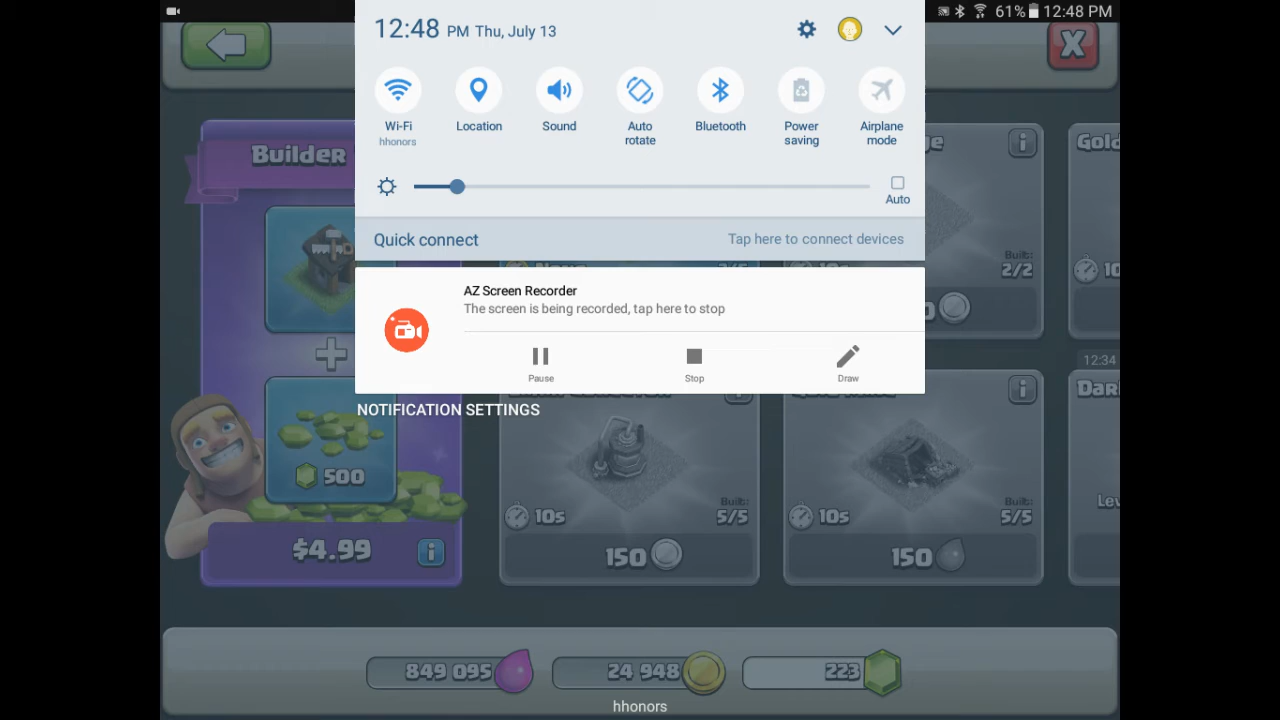 61% 12:48 PM
12:48 PM Thu, July 13
Wi-Fi
hhonors
Location
Sound
Auto
rotate
Bluetooth
Power
saving
Airplane
mode
Auto
Quick connect
Tap here to connect devices
AZ Screen Recorder
The screen is being recorded, tap here to stop
Pause
Stop
Draw
NOTIFICATION SETTINGS
Builder
500
$4.99
10s
Built:
5/5
150
10s
Built:
5/5
150
Built:
2/2
12:34
849 095
24 948
223
hhonors